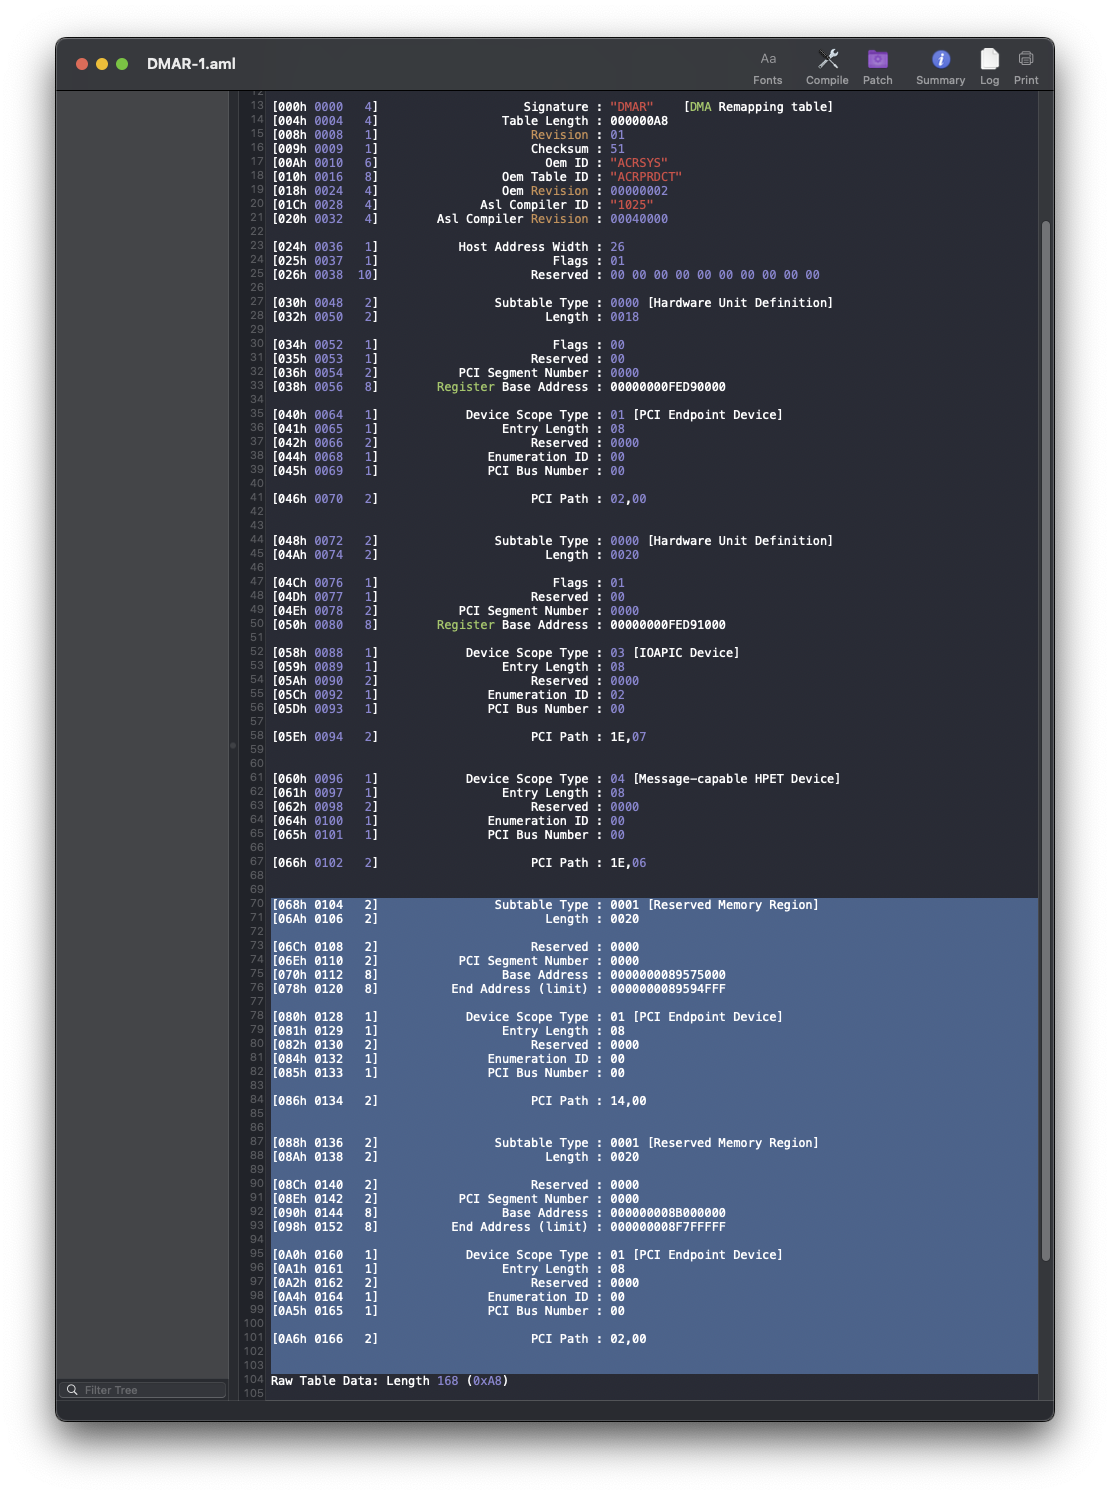 DMAR-1.aml
Aa
Fonts
Compile
Patch
Summary
Log
Print
13 [000h 0000 4] Signature : "DMAR" [DMA Remapping table]
14 [004h 0004 4] Table Length : 000000A8
15 [008h 0008 1] Revision : 01
16 [009h 0009 1] Checksum : 51
17 [00Ah 0010 6] Oem ID : "ACRSYS"
18 [010h 0016 8] Oem Table ID : "ACRPRDCT"
19 [018h 0024 4] Oem Revision : 00000002
20 [01Ch 0028 4] Asl Compiler ID : "1025"
21 [020h 0032 4] Asl Compiler Revision : 00040000
22
23 [024h 0036 1] Host Address Width : 26
24 [025h 0037 1] Flags : 01
25 [026h 0038 10] Reserved : 00 00 00 00 00 00 00 00 00 00
26
27 [030h 0048 2] Subtable Type : 0000 [Hardware Unit Definition]
28 [032h 0050 2] Length : 0018
29
30 [034h 0052 1] Flags : 00
31 [035h 0053 1] Reserved : 00
32 [036h 0054 2] PCI Segment Number : 0000
33 [038h 0056 8] Register Base Address : 00000000FED90000
34
35 [040h 0064 1] Device Scope Type : 01 [PCI Endpoint Device]
36 [041h 0065 1] Entry Length : 08
37 [042h 0066 2] Reserved : 0000
38 [044h 0068 1] Enumeration ID : 00
39 [045h 0069 1] PCI Bus Number : 00
40
41 [046h 0070 2] PCI Path : 02,00
42
43
44 [048h 0072 2] Subtable Type : 0000 [Hardware Unit Definition]
45 [04Ah 0074 2] Length : 0020
46
47 [04Ch 0076 1] Flags : 01
48 [04Dh 0077 1] Reserved : 00
49 [04Eh 0078 2] PCI Segment Number : 0000
50 [050h 0080 8] Register Base Address : 00000000FED91000
51
52 [058h 0088 1] Device Scope Type : 03 [IOAPIC Device]
53 [059h 0089 1] Entry Length : 08
54 [05Ah 0090 2] Reserved : 0000
55 [05Ch 0092 1] Enumeration ID : 02
56 [05Dh 0093 1] PCI Bus Number : 00
57
58 [05Eh 0094 2] PCI Path : 1E,07
59
60
61 [060h 0096 1] Device Scope Type : 04 [Message-capable HPET Device]
62 [061h 0097 1] Entry Length : 08
63 [062h 0098 2] Reserved : 0000
64 [064h 0100 1] Enumeration ID : 00
65 [065h 0101 1] PCI Bus Number : 00
66
67 [066h 0102 2] PCI Path : 1E,06
68
69
70 [068h 0104 2] Subtable Type : 0001 [Reserved Memory Region]
71 [06Ah 0106 2] Length : 0020
72
73 [06Ch 0108 2] Reserved : 0000
74 [06Eh 0110 2] PCI Segment Number : 0000
75 [070h 0112 8] Base Address : 0000000089575000
76 [078h 0120 8] End Address (limit) : 0000000089594FFF
77
78 [080h 0128 1] Device Scope Type : 01 [PCI Endpoint Device]
79 [081h 0129 1] Entry Length : 08
80 [082h 0130 2] Reserved : 0000
81 [084h 0132 1] Enumeration ID : 00
82 [085h 0133 1] PCI Bus Number : 00
83
84 [086h 0134 2] PCI Path : 14,00
85
86
87 [088h 0136 2] Subtable Type : 0001 [Reserved Memory Region]
88 [08Ah 0138 2] Length : 0020
89
90 [08Ch 0140 2] Reserved : 0000
91 [08Eh 0142 2] PCI Segment Number : 0000
92 [090h 0144 8] Base Address : 000000008B000000
93 [098h 0152 8] End Address (limit) : 000000008F7FFFFF
94
95 [0A0h 0160 1] Device Scope Type : 01 [PCI Endpoint Device]
96 [0A1h 0161 1] Entry Length : 08
97 [0A2h 0162 2] Reserved : 0000
98 [0A4h 0164 1] Enumeration ID : 00
99 [0A5h 0165 1] PCI Bus Number : 00
100
101 [0A6h 0166 2] PCI Path : 02,00
102
103
104 Raw Table Data: Length 168 (0xA8)
105
Filter Tree